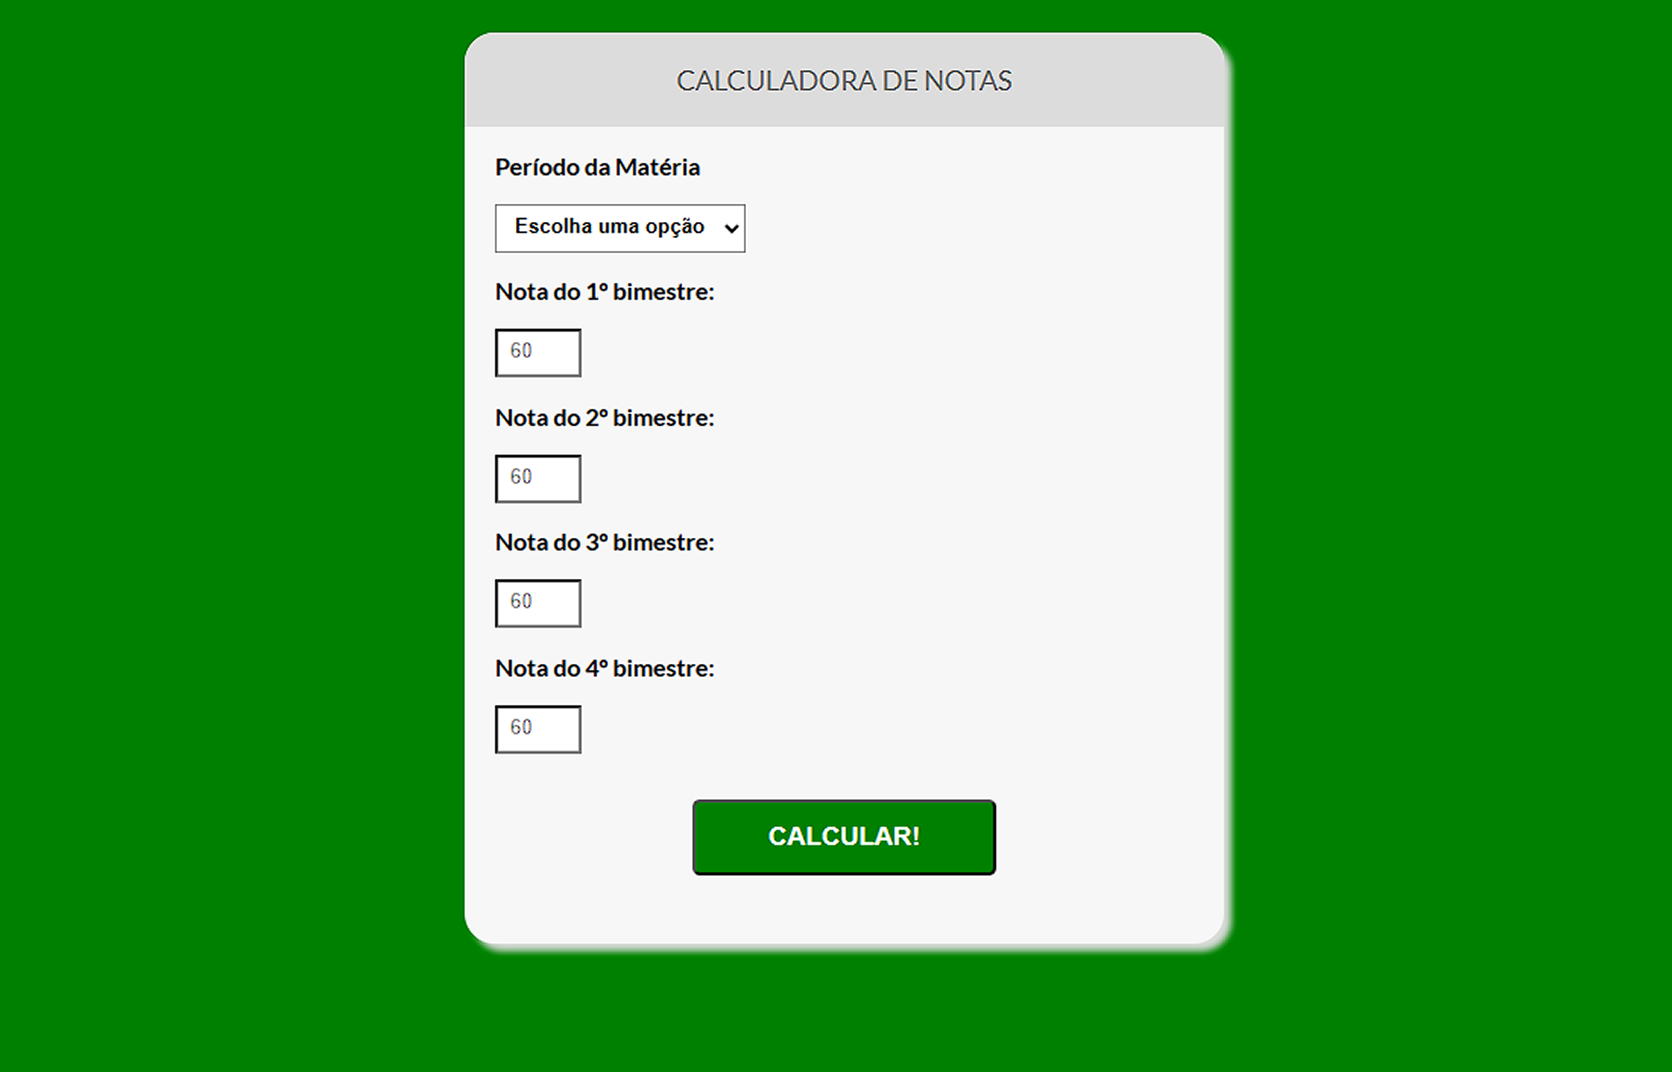 CALCULADORA DE NOTAS
Período da Matéria
Escolha uma opção
Nota do 1º bimestre:
60
Nota do 2º bimestre:
60
Nota do 3º bimestre:
60
Nota do 4º bimestre:
60
CALCULAR!